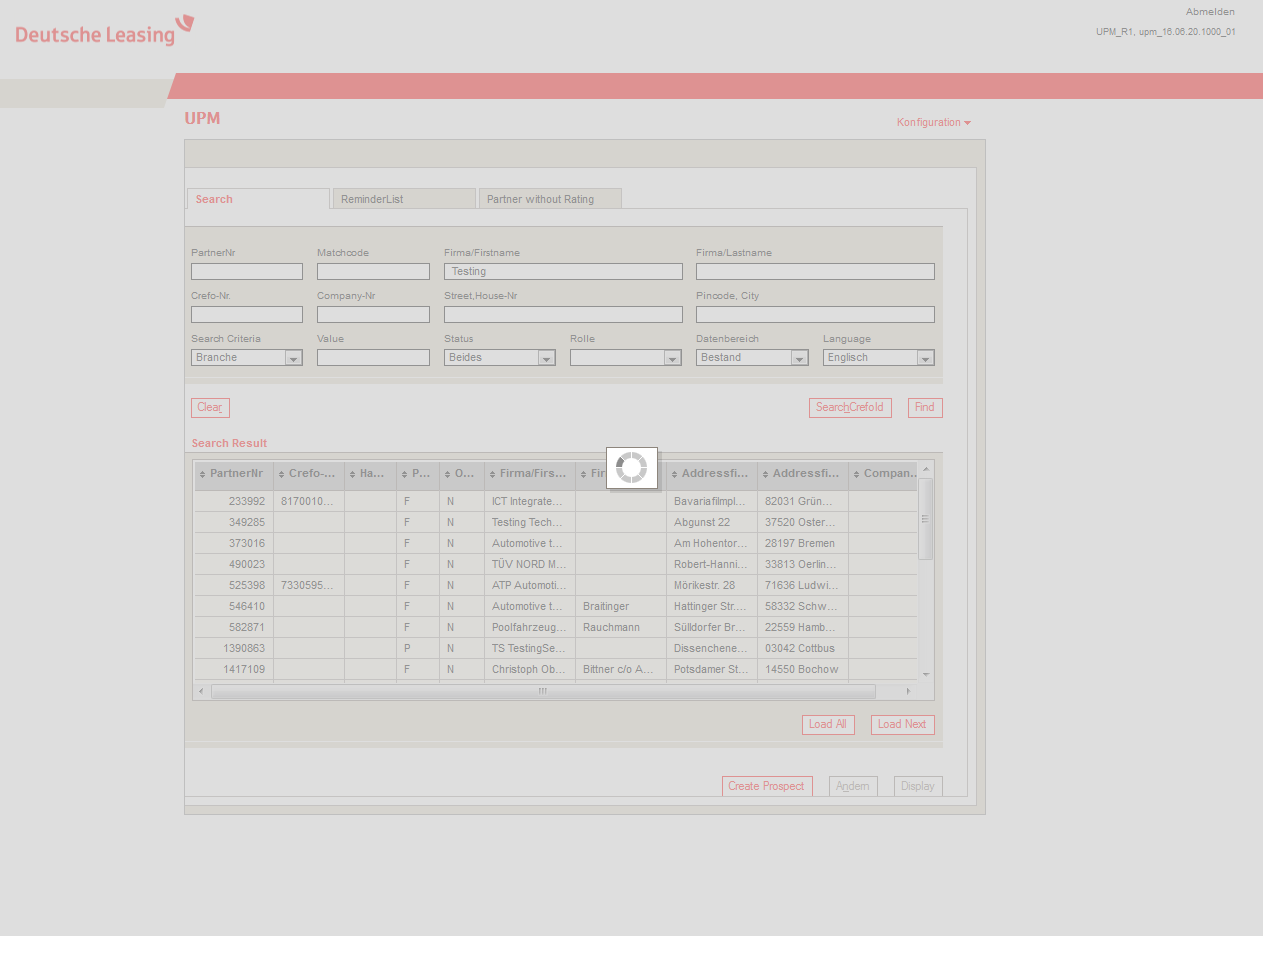 Abmelden
Deutsche Leasing
UPM_R1, upm_16.06.20.1000_01
UPM
Konfiguration
Search ReminderList Partner without Rating
PartnerNr Matchcode Firma/Firstname Firma/Lastname
Testing
Crefo-Nr. Company-Nr Street,House-Nr Pincode, City
Search Criteria Value Status Rolle Datenbereich Language
Branche Beides Bestand Englisch
Clear SearchCrefoId Find
Search Result
PartnerNr Crefo-... Ha... P... O... Firma/Firs... Addressfi... Addressfi... Compan...
233992 8170010... F N ICT Integrate... Bavariafilmpl... 82031 Grün...
349285 F N Testing Tech... Abgunst 22 37520 Oster...
373016 F N Automotive t... Am Hohentor... 28197 Bremen
490023 F N TÜV NORD M... Robert-Hanni... 33813 Oerlin...
525398 7330595... F N ATP Automoti... Mörikestr. 28 71636 Ludwi...
546410 F N Automotive t... Braitinger Hattinger Str.... 58332 Schw...
582871 F N Poolfahrzeug... Rauchmann Sülldorfer Br... 22559 Hamb...
1390863 P N TS TestingSe... Dissenchene... 03042 Cottbus
1417109 F N Christoph Ob... Bittner c/o A... Potsdamer St... 14550 Bochow
Load All Load Next
Create Prospect Ändern Display